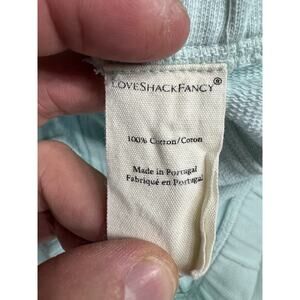 LOVESHACKFANCY®
100% Cotton/Coton
Made in Portugal
Fabriqué en Portugal